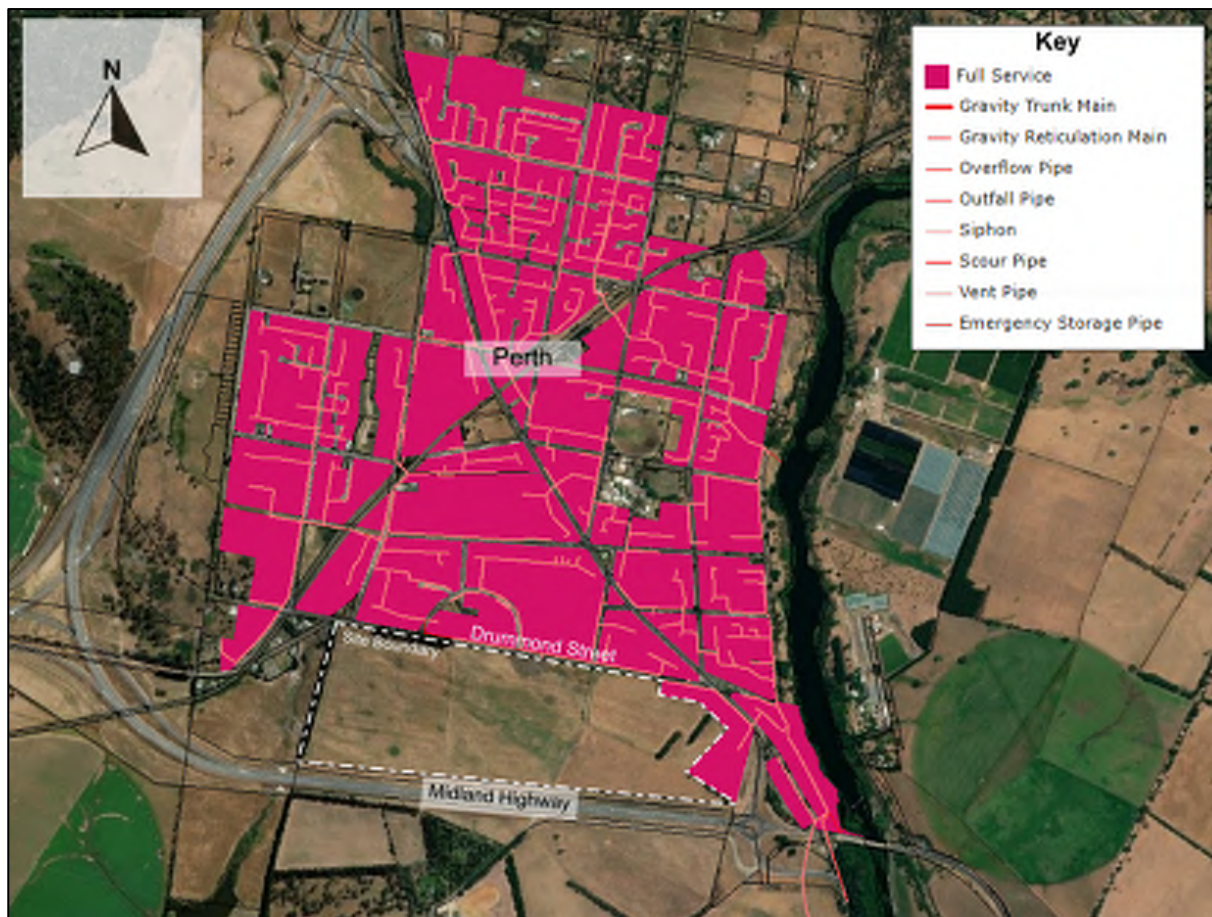 N
Key
Full Service
Gravity Trunk Main
Gravity Reticulation Main
Overflow Pipe
Outfall Pipe
Siphon
Scour Pipe
Vent Pipe
Emergency Storage Pipe
Perth
Drummond Street
Site Boundary
Midland Highway